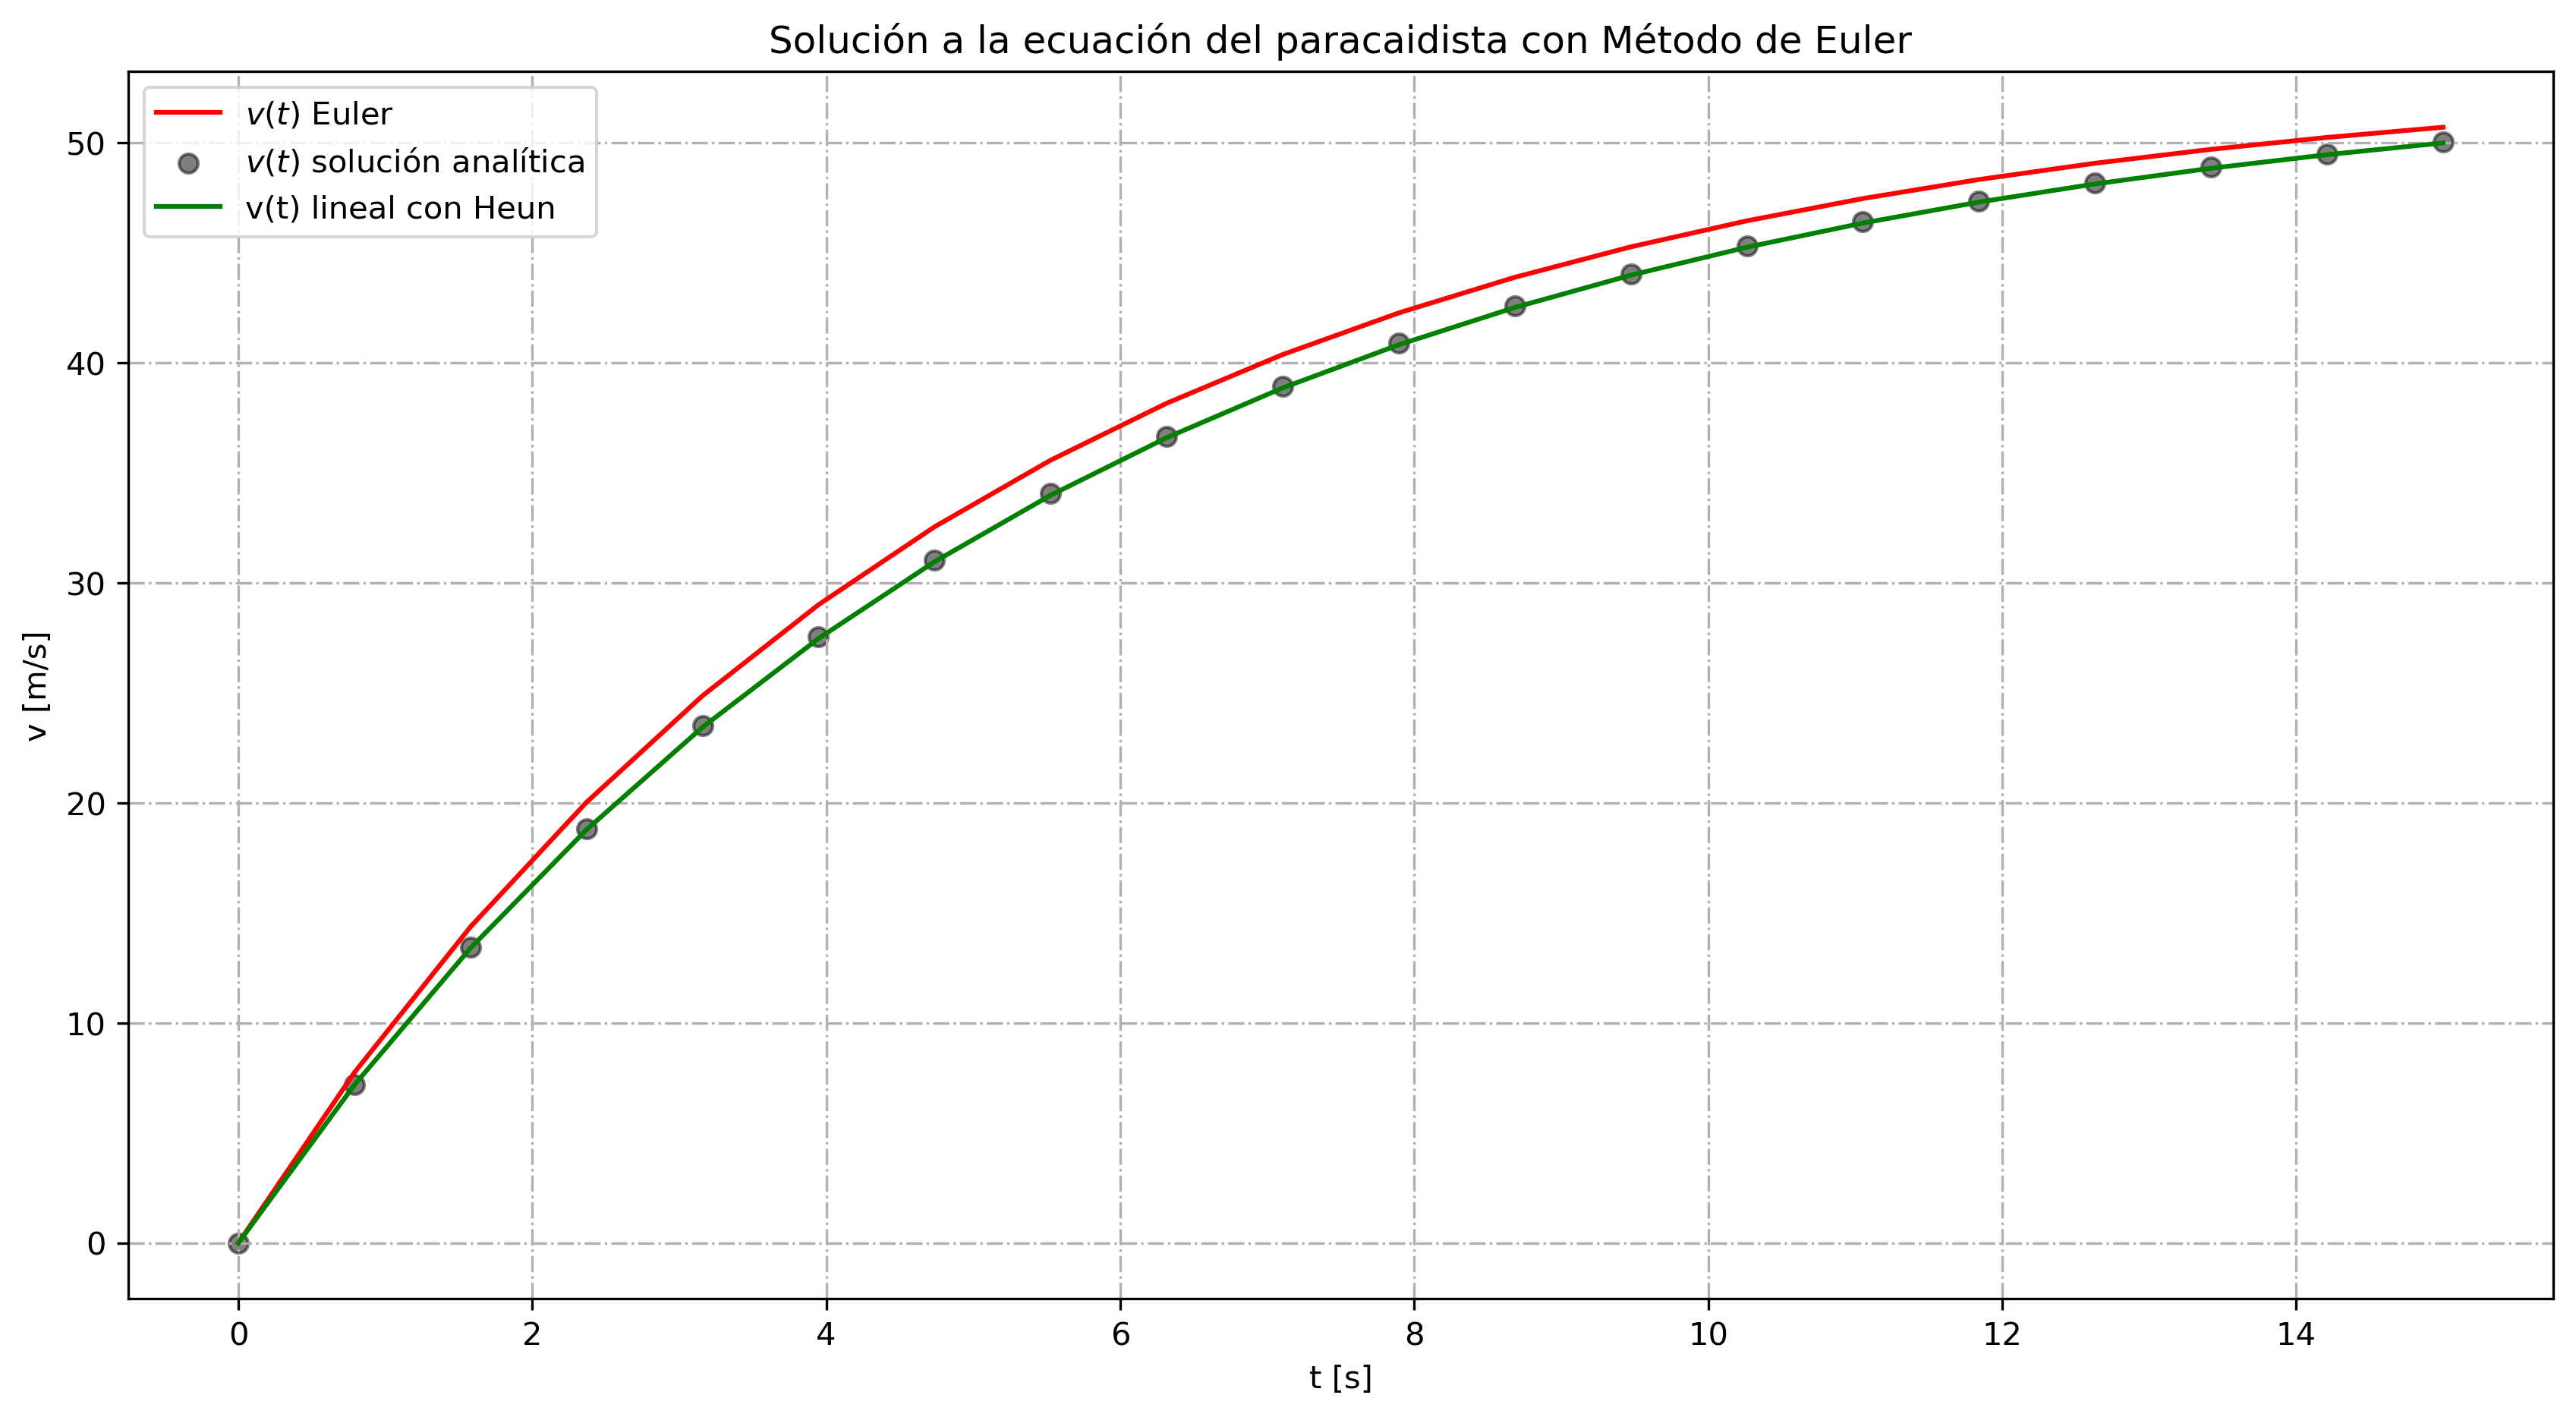 Solución a la ecuación del paracaidista con Método de Euler
v(t) Euler
v(t) solución analítica
v(t) lineal con Heun
50
40
30
20
10
0
v [m/s]
0 2 4 6 8 10 12 14
t [s]